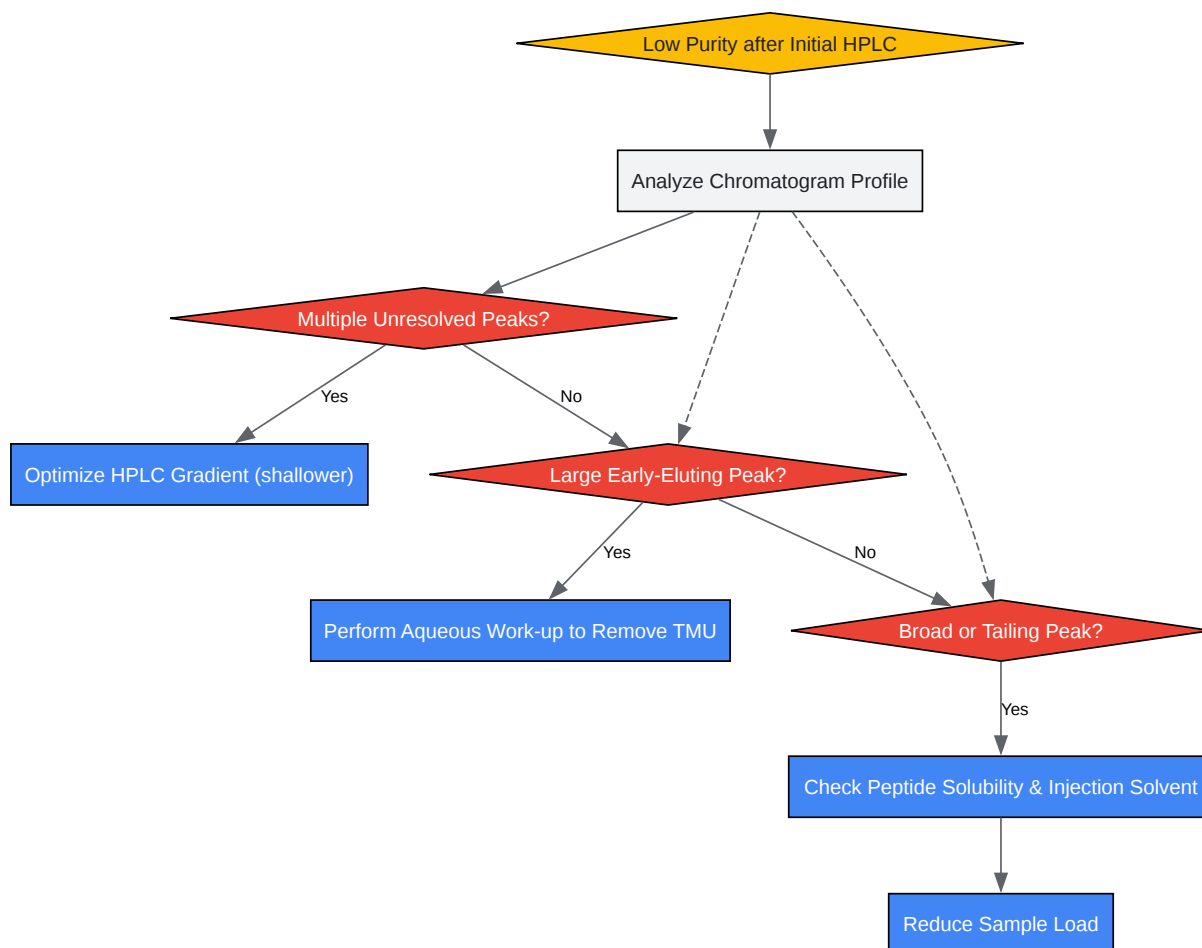 Low Purity after Initial HPLC
Analyze Chromatogram Profile
Multiple Unresolved Peaks?
Yes
No
Optimize HPLC Gradient (shallower)
Large Early-Eluting Peak?
Yes
No
Perform Aqueous Work-up to Remove TMU
Broad or Tailing Peak?
Yes
Check Peptide Solubility & Injection Solvent
Reduce Sample Load